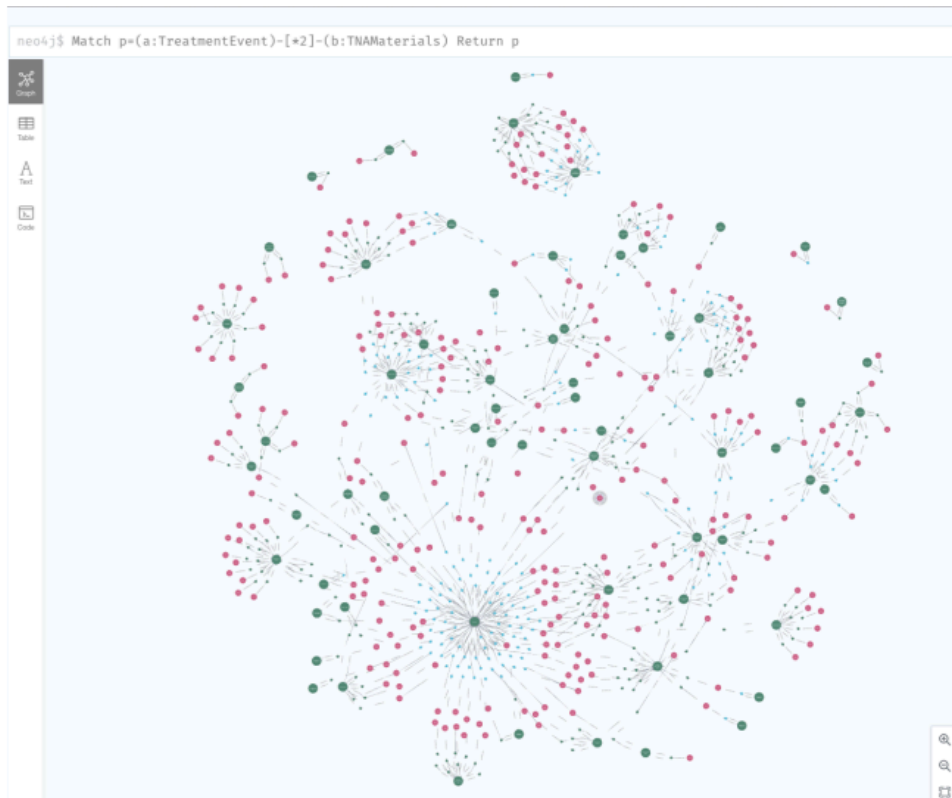 neo4j$ Match p=(a:TreatmentEvent)-[*2]-(b:TNAMaterials) Return p
Graph
Table
Text
Code